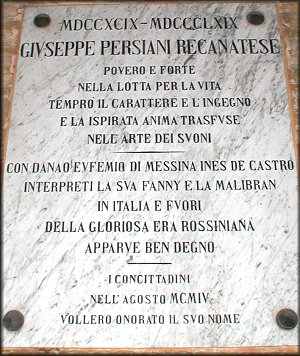 MDCCXCIX–MDCCCLXIX
GIVSEPPE PERSIANI RECANATESE
POVERO E FORTE
NELLA LOTTA PER LA VITA
TEMPRO IL CARATTERE E L'INGEGNO
E LA ISPIRATA ANIMA TRASFVSE
NELL'ARTE DEI SVONI
CON DANAO EVFEMIO DI MESSINA INES DE CASTRO
INTERPRETI LA SVA FANNY E LA MALIBRAN
IN ITALIA E FVORI
DELLA GLORIOSA ERA ROSSINIANA
APPARVE BEN DEGNO
I CONCITTADINI
NELL'AGOSTO MCMIV
VOLLERO ONORATO IL SVO NOME